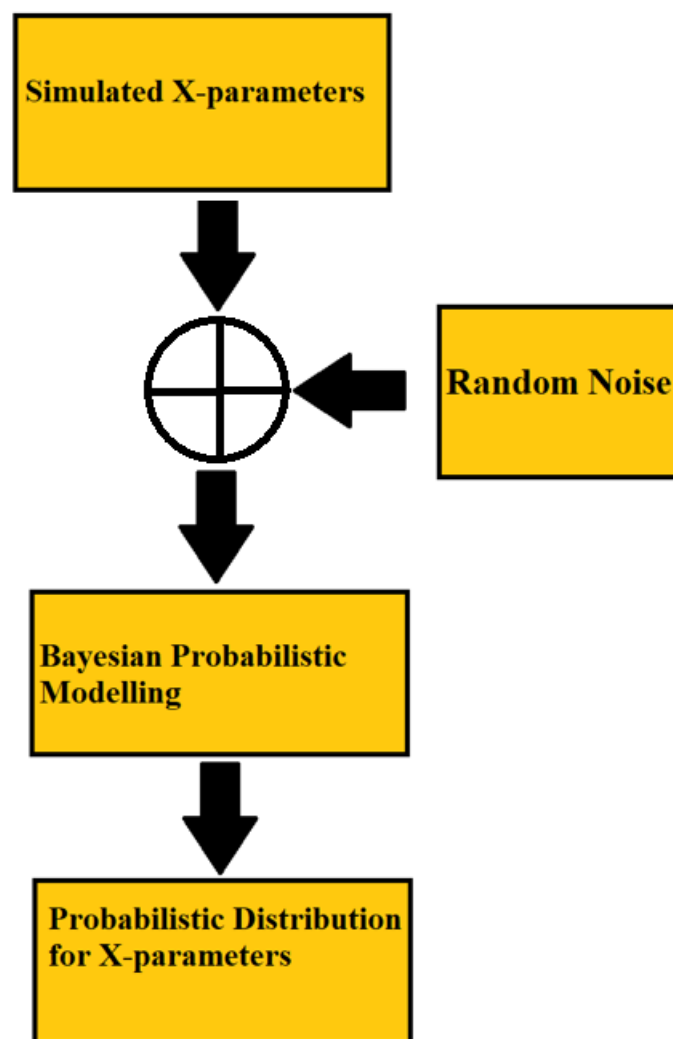 Simulated X-parameters
Random Noise
Bayesian Probabilistic
Modelling
Probabilistic Distribution
for X-parameters